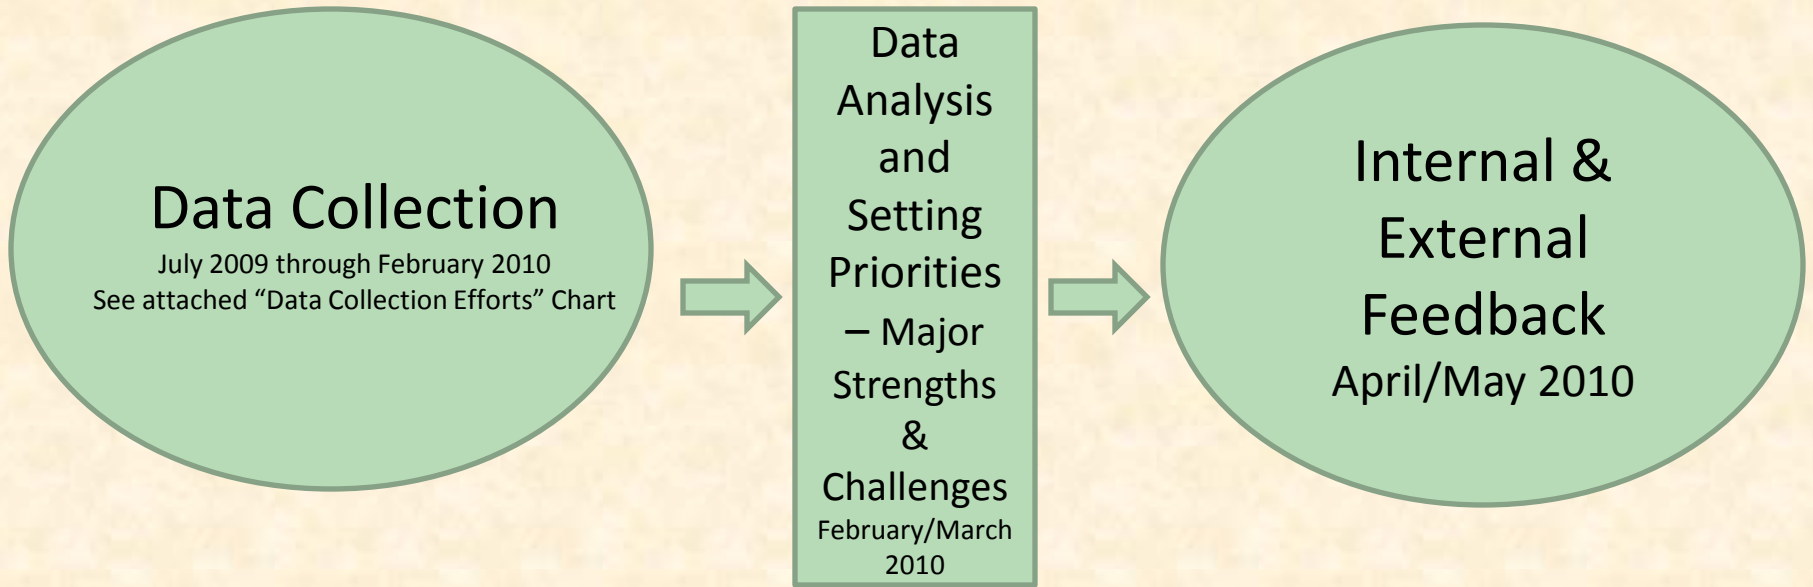 Data Collection
July 2009 through February 2010
See attached “Data Collection Efforts” Chart
Data
Analysis
and
Setting
Priorities
– Major
Strengths
&
Challenges
February/March
2010
Internal &
External
Feedback
April/May 2010